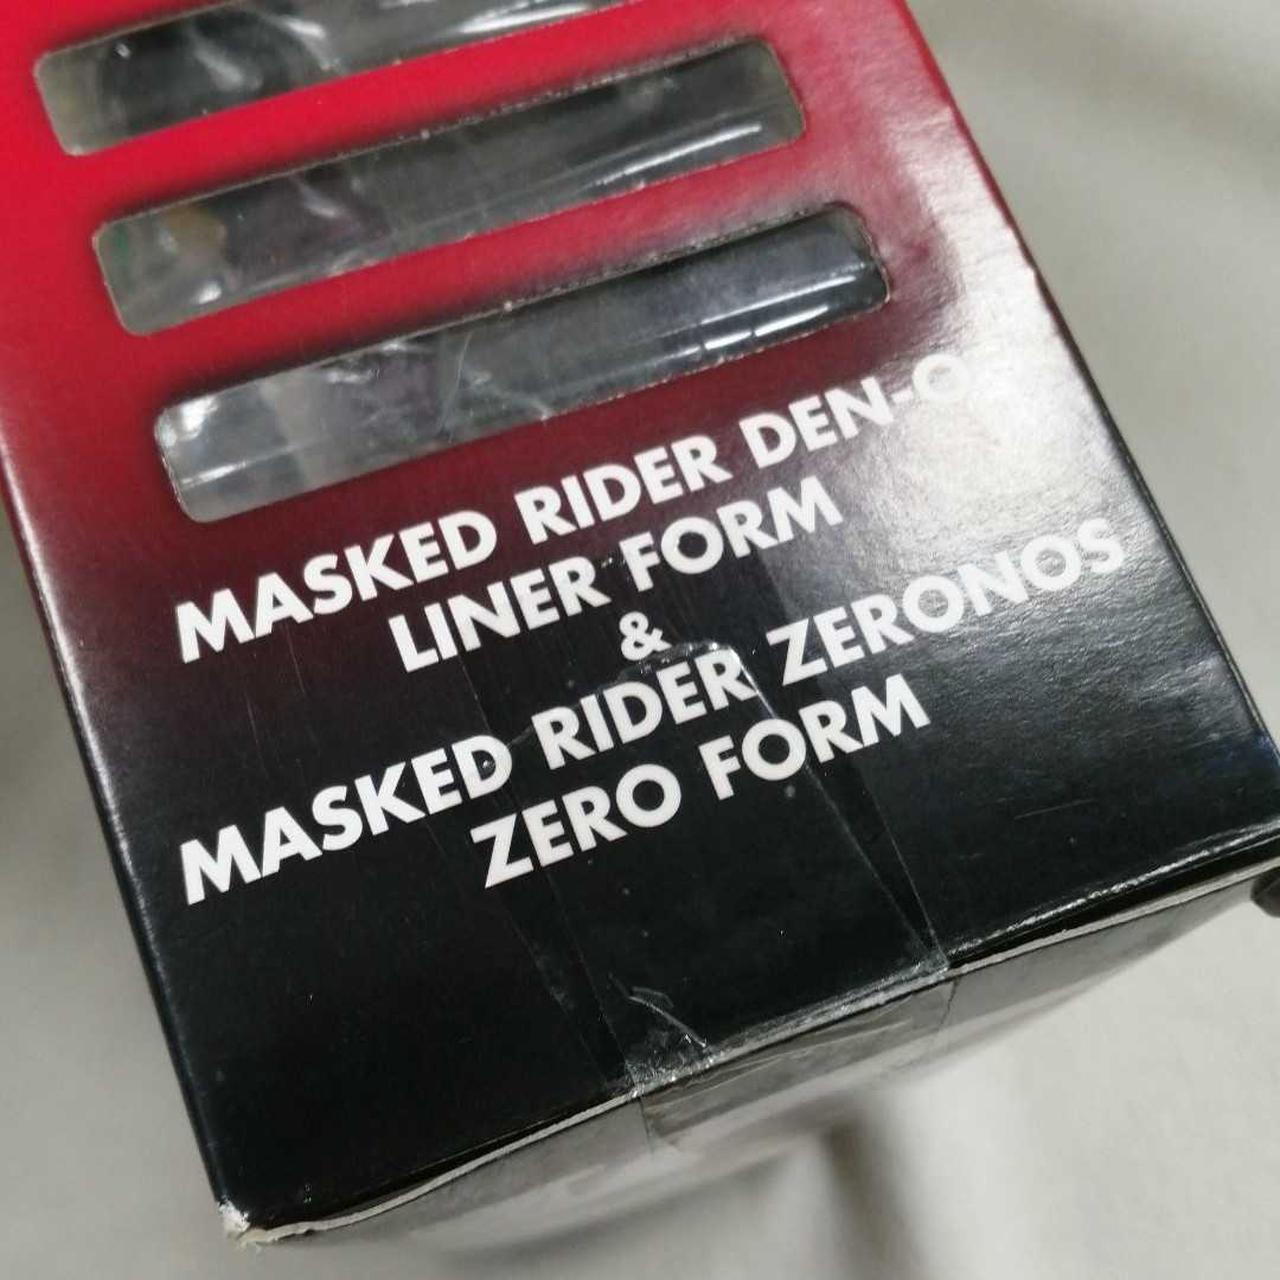 MASKED RIDER DEN-O
LINER FORM
&
MASKED RIDER ZERONOS
ZERO FORM